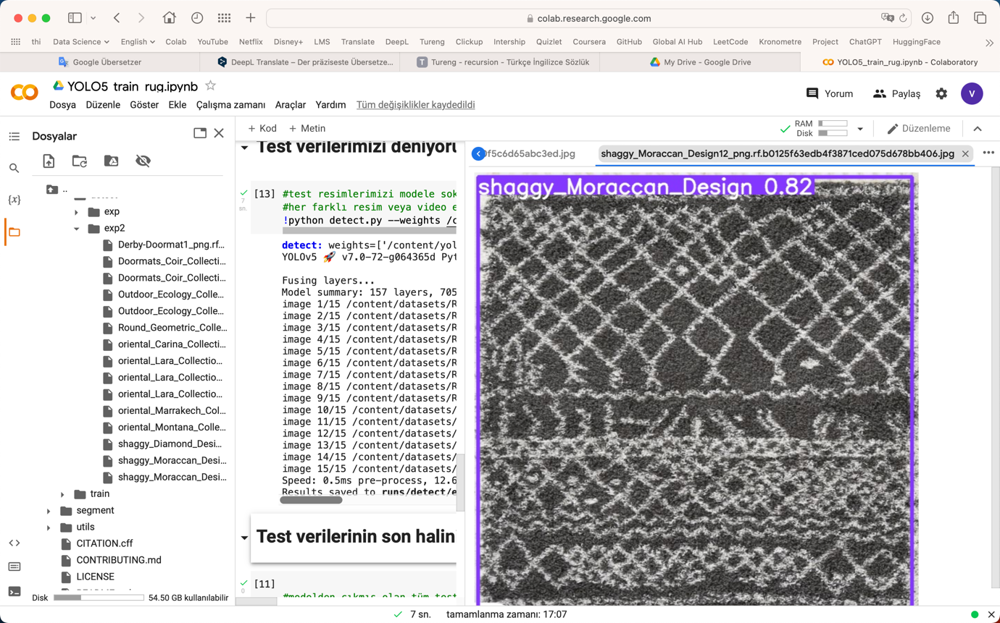 colab.research.google.com
thi Data Science English Colab YouTube Netflix Disney+ LMS Translate DeepL Tureng Clickup Intership Quizlet Coursera GitHub Global AI Hub LeetCode Kronometre Project ChatGPT HuggingFace
Google Übersetzer
DeepL Translate – Der präziseste Übersetze...
Tureng - recursion - Türkçe İngilizce Sözlük
My Drive - Google Drive
YOLO5_train_rug.ipynb - Colaboratory
YOLO5_train_rug.ipynb
Dosya Düzenle Göster Ekle Çalışma zamanı Araçlar Yardım Tüm değişiklikler kaydedildi
Yorum
Paylaş
V
Dosyalar
..
exp
exp2
Derby-Doormat1_png.rf...
Doormats_Coir_Collecti...
Doormats_Coir_Collecti...
Outdoor_Ecology_Colle...
Outdoor_Ecology_Colle...
Round_Geometric_Colle...
oriental_Carina_Collecti...
oriental_Lara_Collectio...
oriental_Lara_Collectio...
oriental_Lara_Collectio...
oriental_Marrakech_Col...
oriental_Montana_Colle...
shaggy_Diamond_Desi...
shaggy_Moraccan_Desi...
shaggy_Moraccan_Desi...
train
segment
utils
CITATION.cff
CONTRIBUTING.md
LICENSE
Disk 54.50 GB kullanılabilir
+ Kod + Metin
RAM
Disk
Düzenleme
Test verilerimizi deniyoru
[13]
7
sn.
#test resimlerimizi modele sok
#her farklı resim veya video e
!python detect.py --weights /c
detect: weights=['/content/yol
YOLOv5 🚀 v7.0-72-g064365d Pyt
Fusing layers...
Model summary: 157 layers, 705
image 1/15 /content/datasets/R
image 2/15 /content/datasets/R
image 3/15 /content/datasets/R
image 4/15 /content/datasets/R
image 5/15 /content/datasets/R
image 6/15 /content/datasets/R
image 7/15 /content/datasets/R
image 8/15 /content/datasets/R
image 9/15 /content/datasets/R
image 10/15 /content/datasets/
image 11/15 /content/datasets/
image 12/15 /content/datasets/
image 13/15 /content/datasets/
image 14/15 /content/datasets/
image 15/15 /content/datasets/
Speed: 0.5ms pre-process, 12.6
Results saved to runs/detect/e
Test verilerinin son halin
[11]
0
#modelden çıkmış olan tüm test
f5c6d65abc3ed.jpg
shaggy_Moraccan_Design12_png.rf.b0125f63edb4f3871ced075d678bb406.jpg
shaggy_Moraccan_Design 0.82
7 sn. tamamlanma zamanı: 17:07